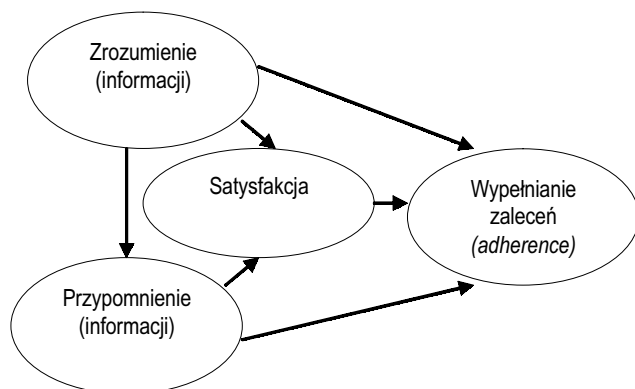 Zrozumienie
(informacji)
Satysfakcja
Wypełnianie
zaleceń
(adherence)
Przypomnienie
(informacji)